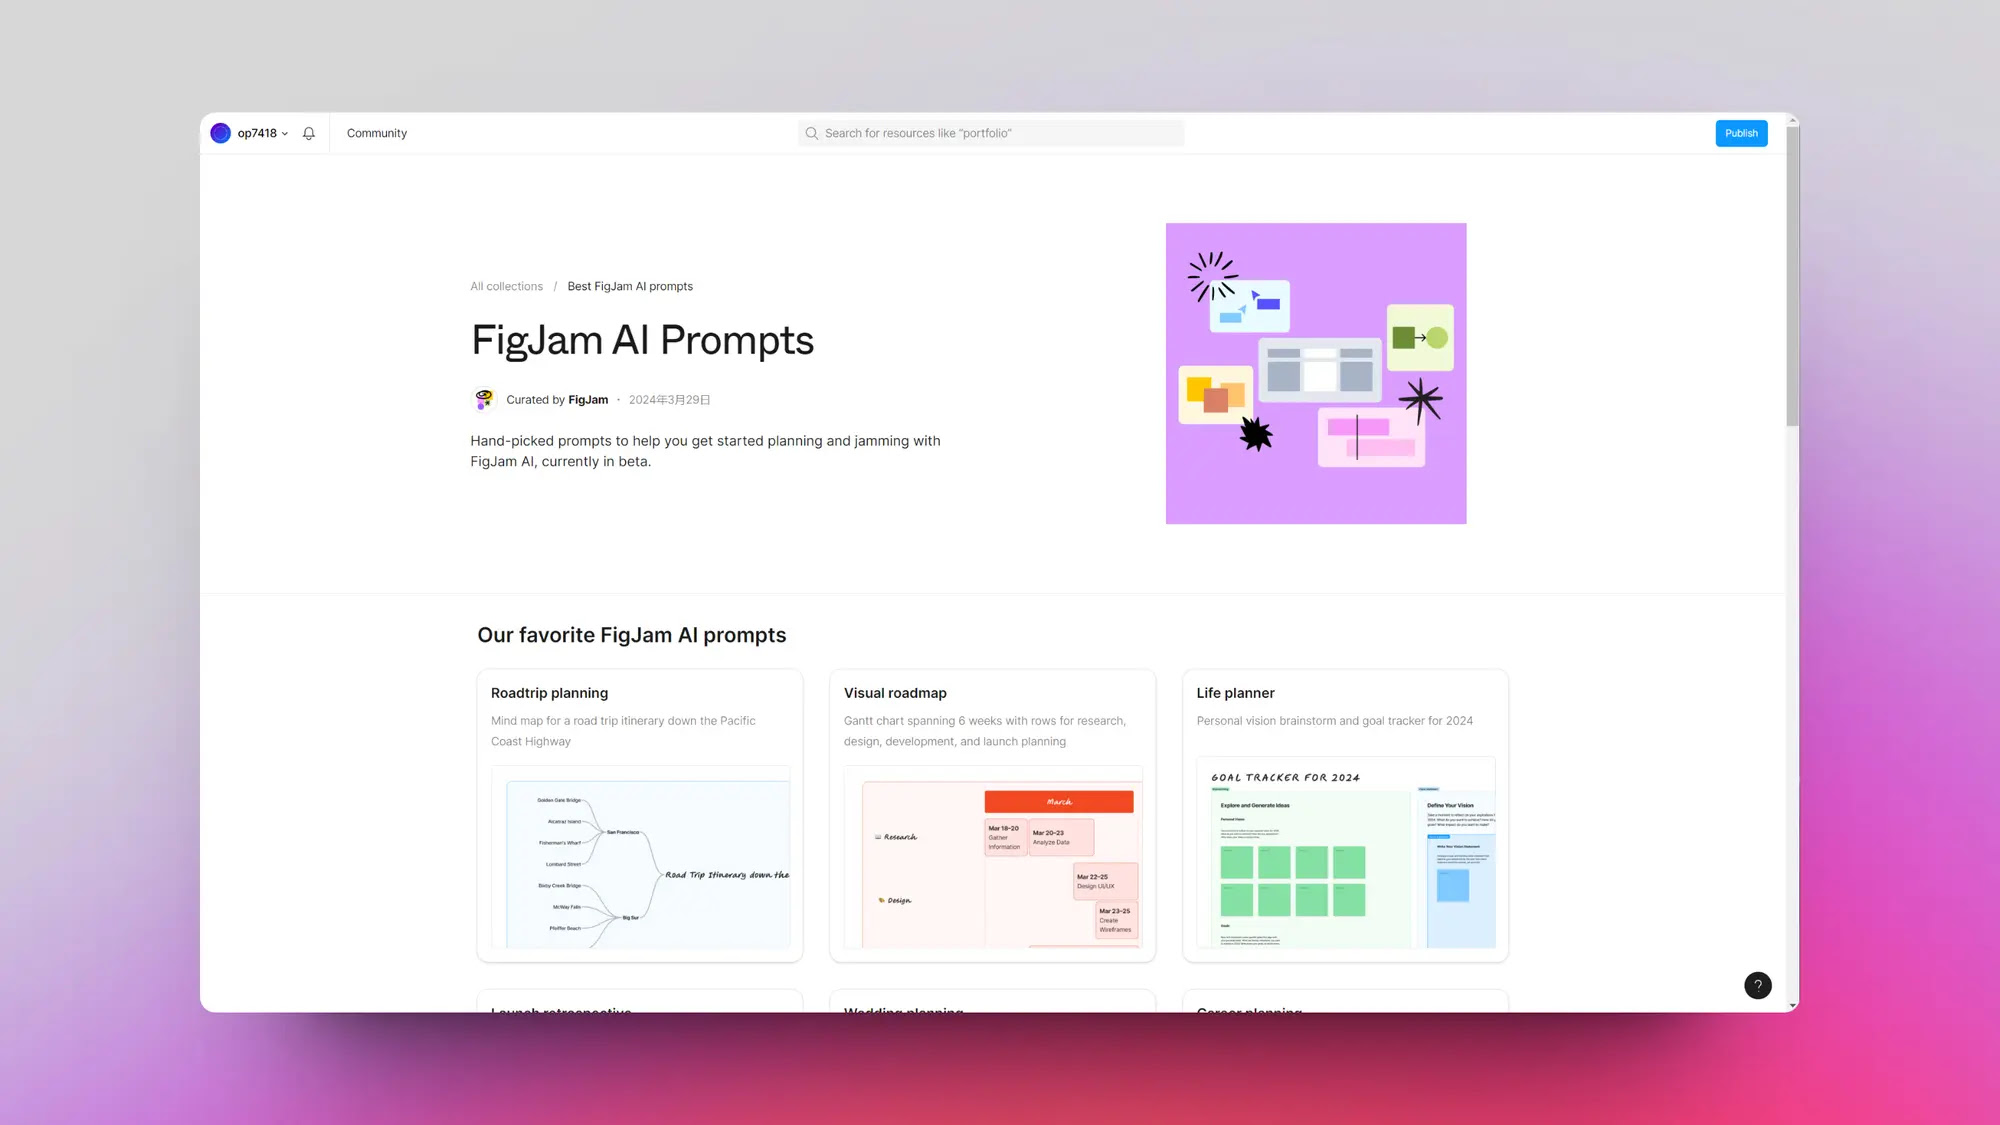 op7418
Community
Search for resources like "portfolio"
Publish
All collections / Best FigJam AI prompts
FigJam AI Prompts
Curated by FigJam · 2024年3月29日
Hand-picked prompts to help you get started planning and jamming with
FigJam AI, currently in beta.
Our favorite FigJam AI prompts
Roadtrip planning
Mind map for a road trip itinerary down the Pacific
Coast Highway
Golden Gate Bridge
Alcatraz Island
San Francisco
Fisherman's Wharf
Lombard Street
Road Trip Itinerary down the
Bixby Creek Bridge
McWay Falls
Big Sur
Pfeiffer Beach
Visual roadmap
Gantt chart spanning 6 weeks with rows for research,
design, development, and launch planning
March
Research
Mar 18-20
Gather
Information
Mar 20-23
Analyze Data
Mar 22-25
Design UI/UX
Design
Mar 23-25
Create
Wireframes
Life planner
Personal vision brainstorm and goal tracker for 2024
GOAL TRACKER FOR 2024
Explore and Generate Ideas
Personal Vision
Goals
Define Your Vision
Write Your Vision Statement
Launch retrospective
Wedding planning
Career planning
?